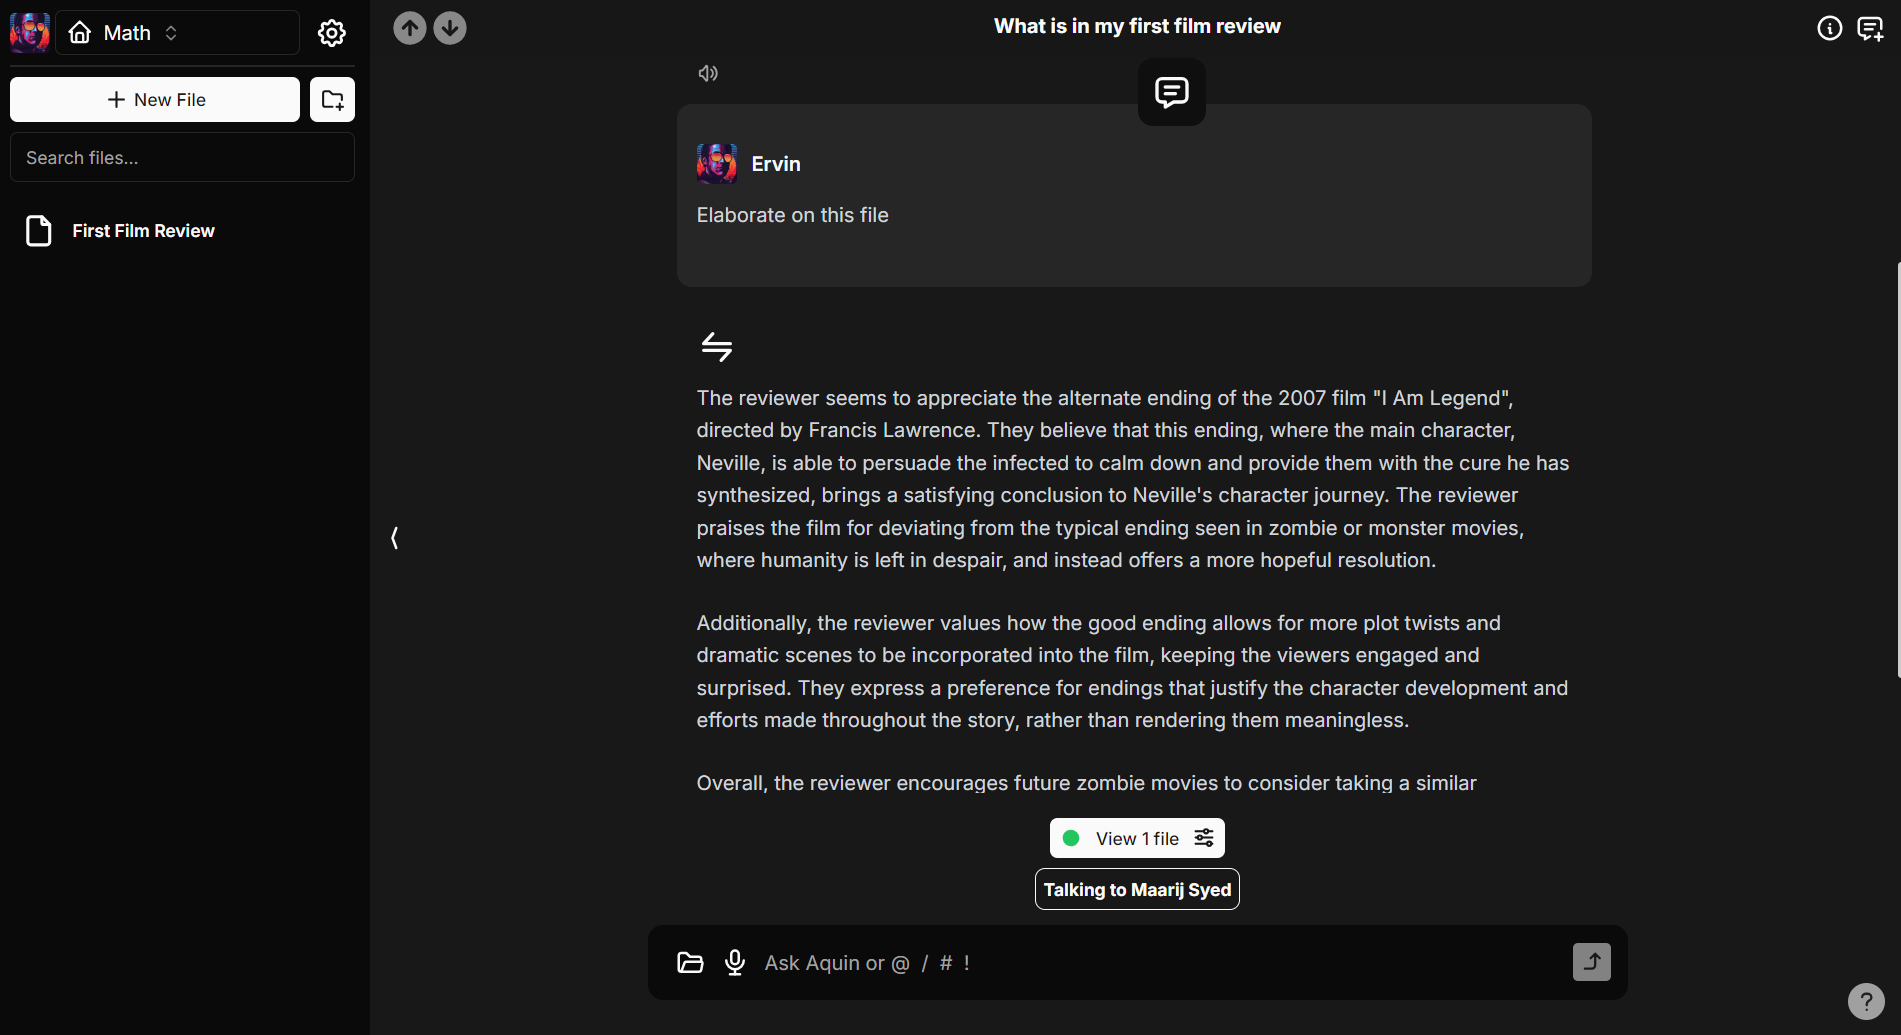 Math
New File
Search files...
First Film Review
What is in my first film review
Ervin
Elaborate on this file
The reviewer seems to appreciate the alternate ending of the 2007 film "I Am Legend",
directed by Francis Lawrence. They believe that this ending, where the main character,
Neville, is able to persuade the infected to calm down and provide them with the cure he has
synthesized, brings a satisfying conclusion to Neville's character journey. The reviewer
praises the film for deviating from the typical ending seen in zombie or monster movies,
where humanity is left in despair, and instead offers a more hopeful resolution.
Additionally, the reviewer values how the good ending allows for more plot twists and
dramatic scenes to be incorporated into the film, keeping the viewers engaged and
surprised. They express a preference for endings that justify the character development and
efforts made throughout the story, rather than rendering them meaningless.
Overall, the reviewer encourages future zombie movies to consider taking a similar
View 1 file
Talking to Maarij Syed
Ask Aquin or @ / # !
?